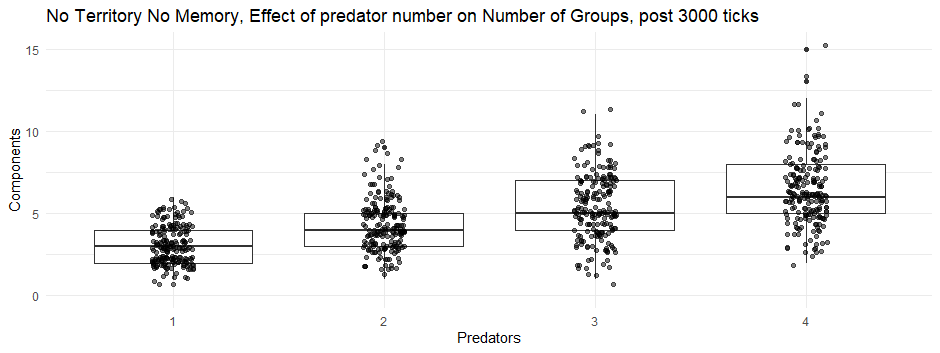 No Territory No Memory, Effect of predator number on Number of Groups, post 3000 ticks
15
10
5
0
Components
1 2 3 4
Predators